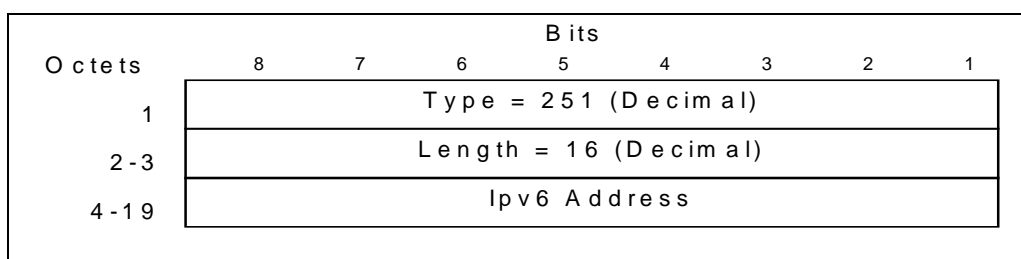 Bits
Octets 8 7 6 5 4 3 2 1
1 Type = 251 (Decimal)
2-3 Length = 16 (Decimal)
4-19 Ipv6 Address